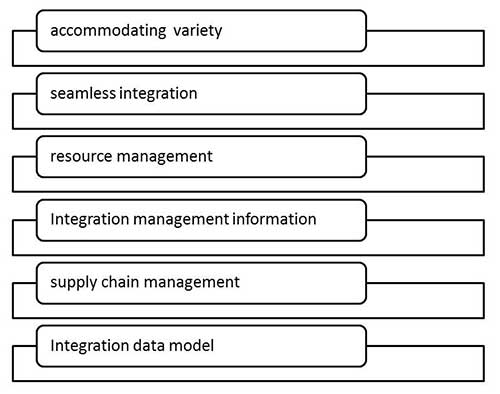 accommodating variety
seamless integration
resource management
Integration management information
supply chain management
Integration data model